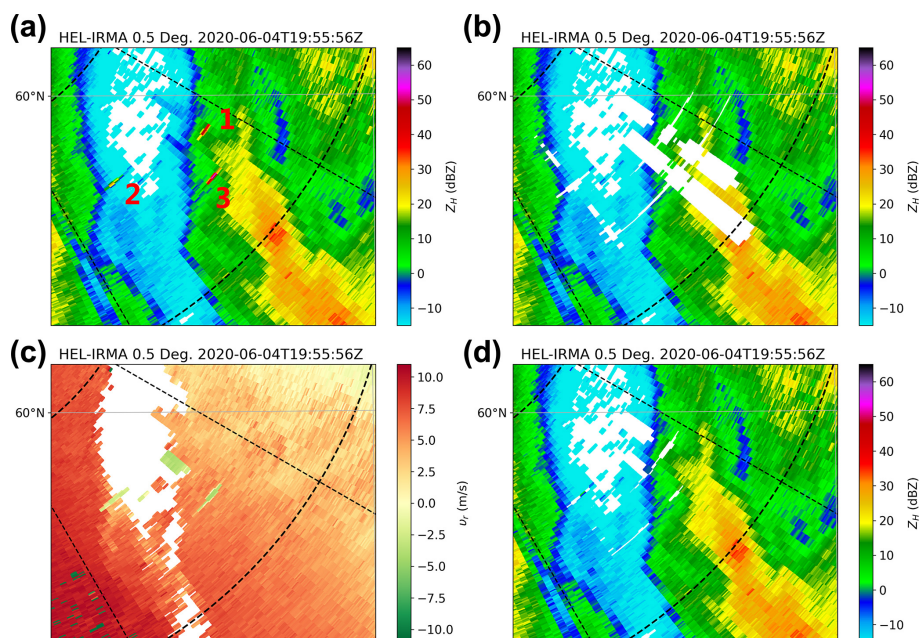 (a)
HEL-IRMA 0.5 Deg. 2020-06-04T19:55:56Z
60°N
1
2
3
60
50
40
30
20
10
0
−10
Z_H (dBZ)
(b)
HEL-IRMA 0.5 Deg. 2020-06-04T19:55:56Z
60°N
60
50
40
30
20
10
0
−10
Z_H (dBZ)
(c)
HEL-IRMA 0.5 Deg. 2020-06-04T19:55:56Z
60°N
10.0
7.5
5.0
2.5
0.0
−2.5
−5.0
−7.5
−10.0
u_r (m/s)
(d)
HEL-IRMA 0.5 Deg. 2020-06-04T19:55:56Z
60°N
60
50
40
30
20
10
0
−10
Z_H (dBZ)